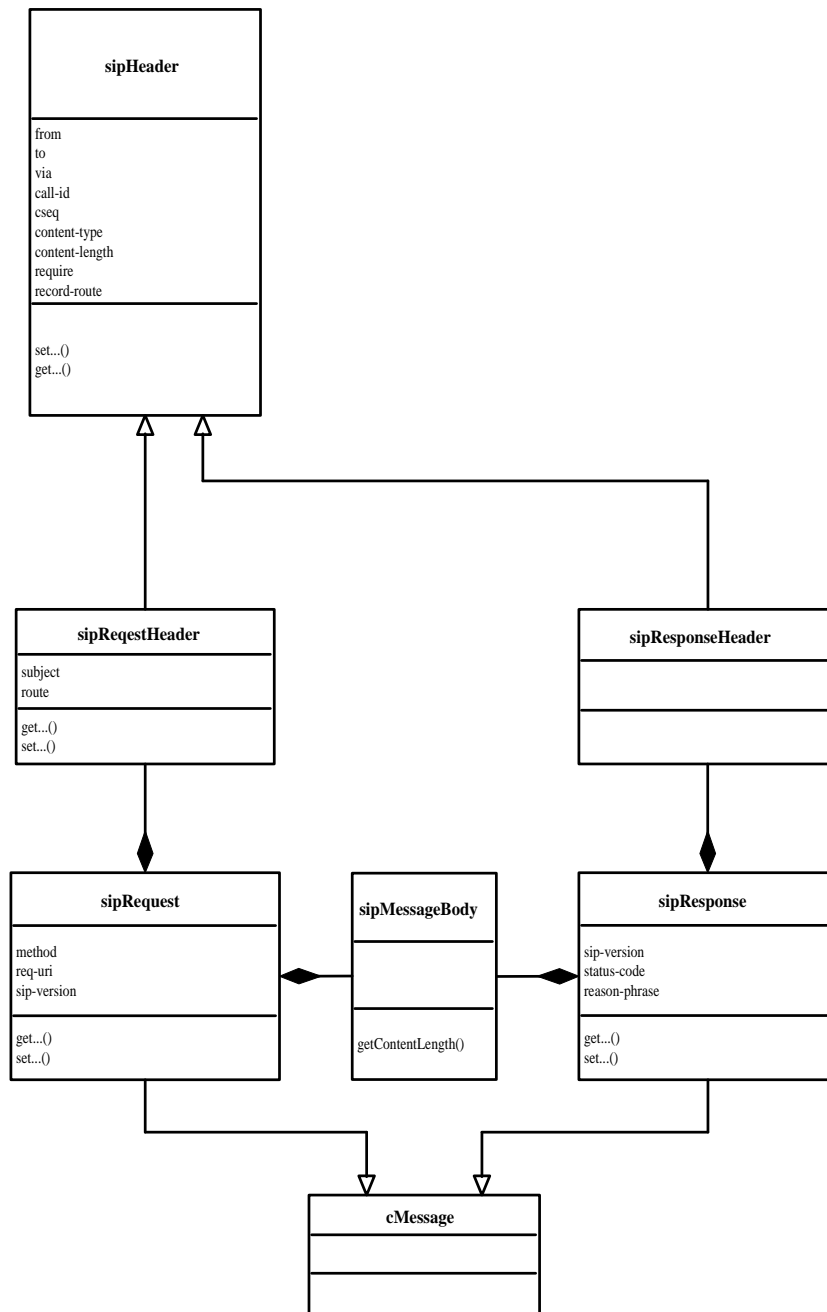 sipHeader
from
to
via
call-id
cseq
content-type
content-length
require
record-route
set...()
get...()
sipReqestHeader
subject
route
get...()
set...()
sipResponseHeader
sipRequest
method
req-uri
sip-version
get...()
set...()
sipMessageBody
getContentLength()
sipResponse
sip-version
status-code
reason-phrase
get...()
set...()
cMessage